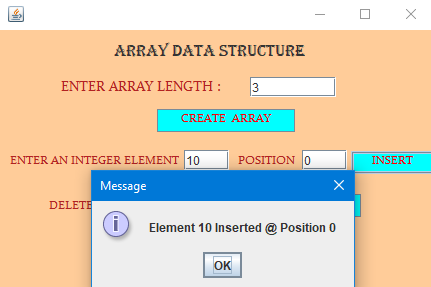 ARRAY DATA STRUCTURE
ENTER ARRAY LENGTH : 3
CREATE ARRAY
ENTER AN INTEGER ELEMENT 10 POSITION 0 INSERT
DELETE
Message
Element 10 Inserted @ Position 0
OK